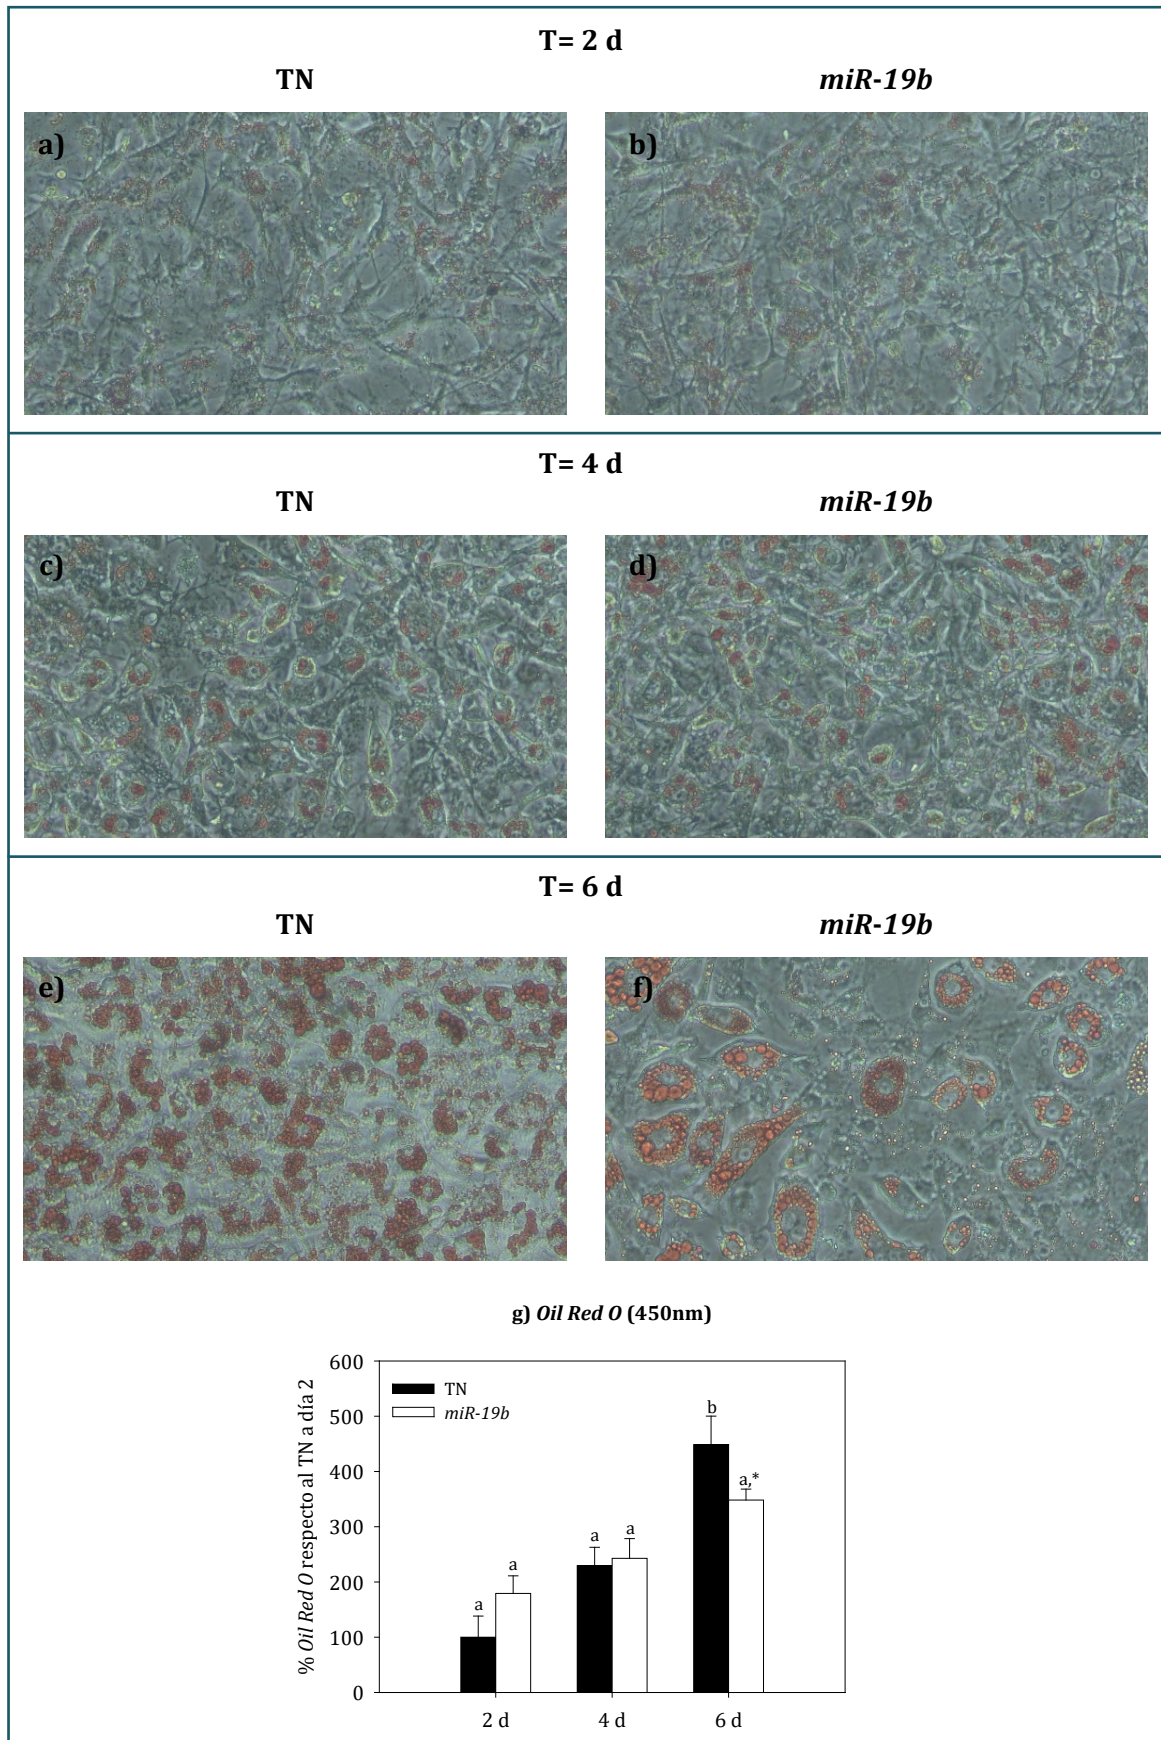 T= 2 d
TN
miR-19b
a)
b)
T= 4 d
TN
miR-19b
c)
d)
T= 6 d
TN
miR-19b
e)
f)
g) Oil Red O (450nm)
% Oil Red O respecto al TN a día 2
600
500
400
300
200
100
0
TN
miR-19b
a
a
a
a
b
a,*
2 d
4 d
6 d